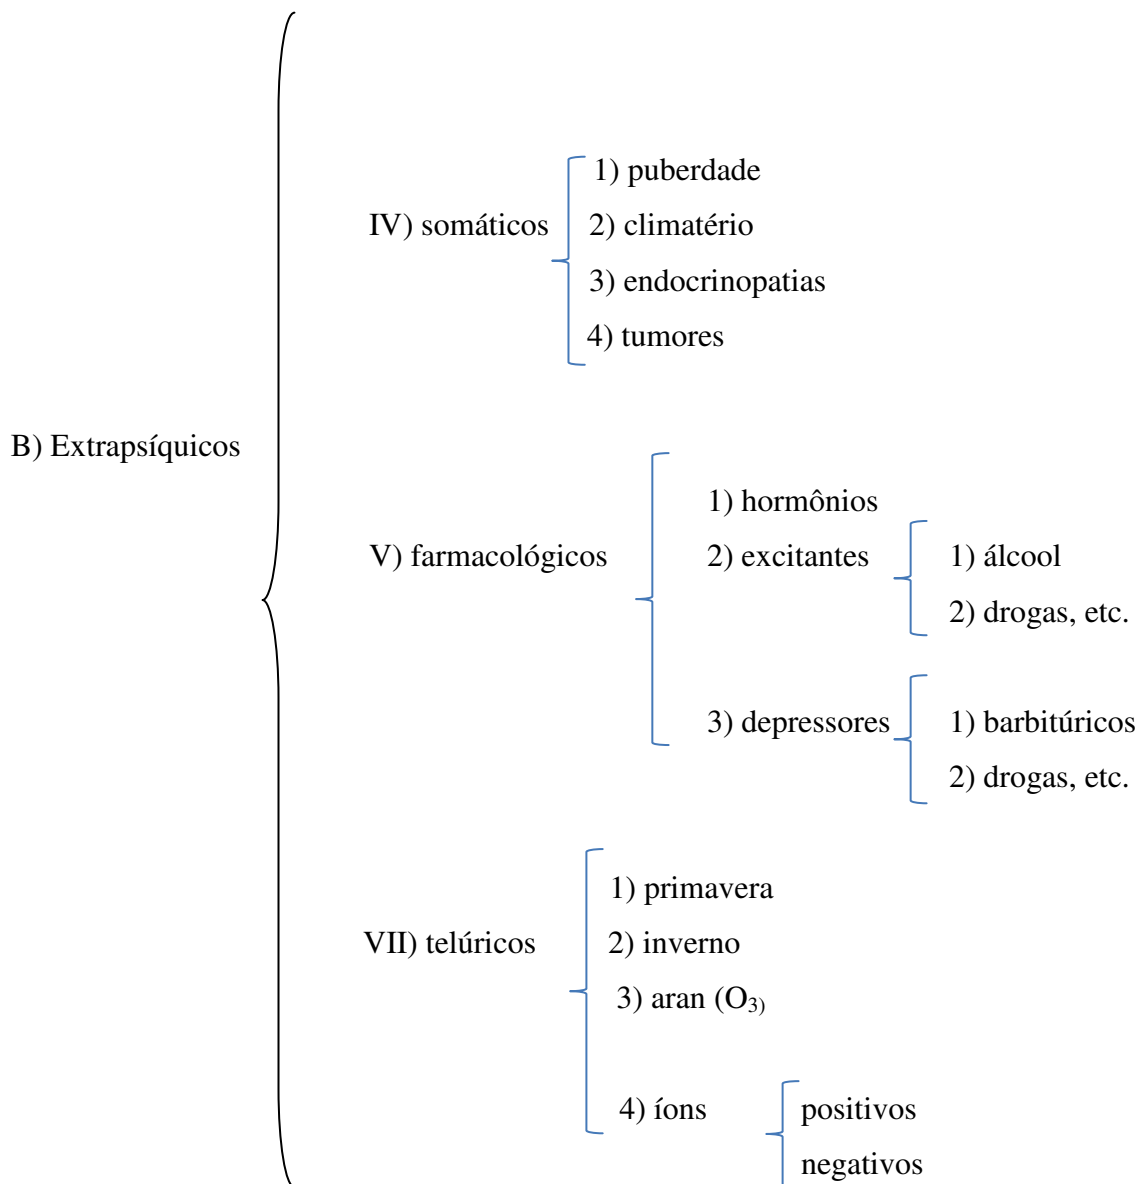 B) Extrapsíquicos
IV) somáticos
1) puberdade
2) climatério
3) endocrinopatias
4) tumores
V) farmacológicos
1) hormônios
2) excitantes
1) álcool
2) drogas, etc.
3) depressores
1) barbitúricos
2) drogas, etc.
VII) telúricos
1) primavera
2) inverno
3) aran (O₃)
4) íons
positivos
negativos